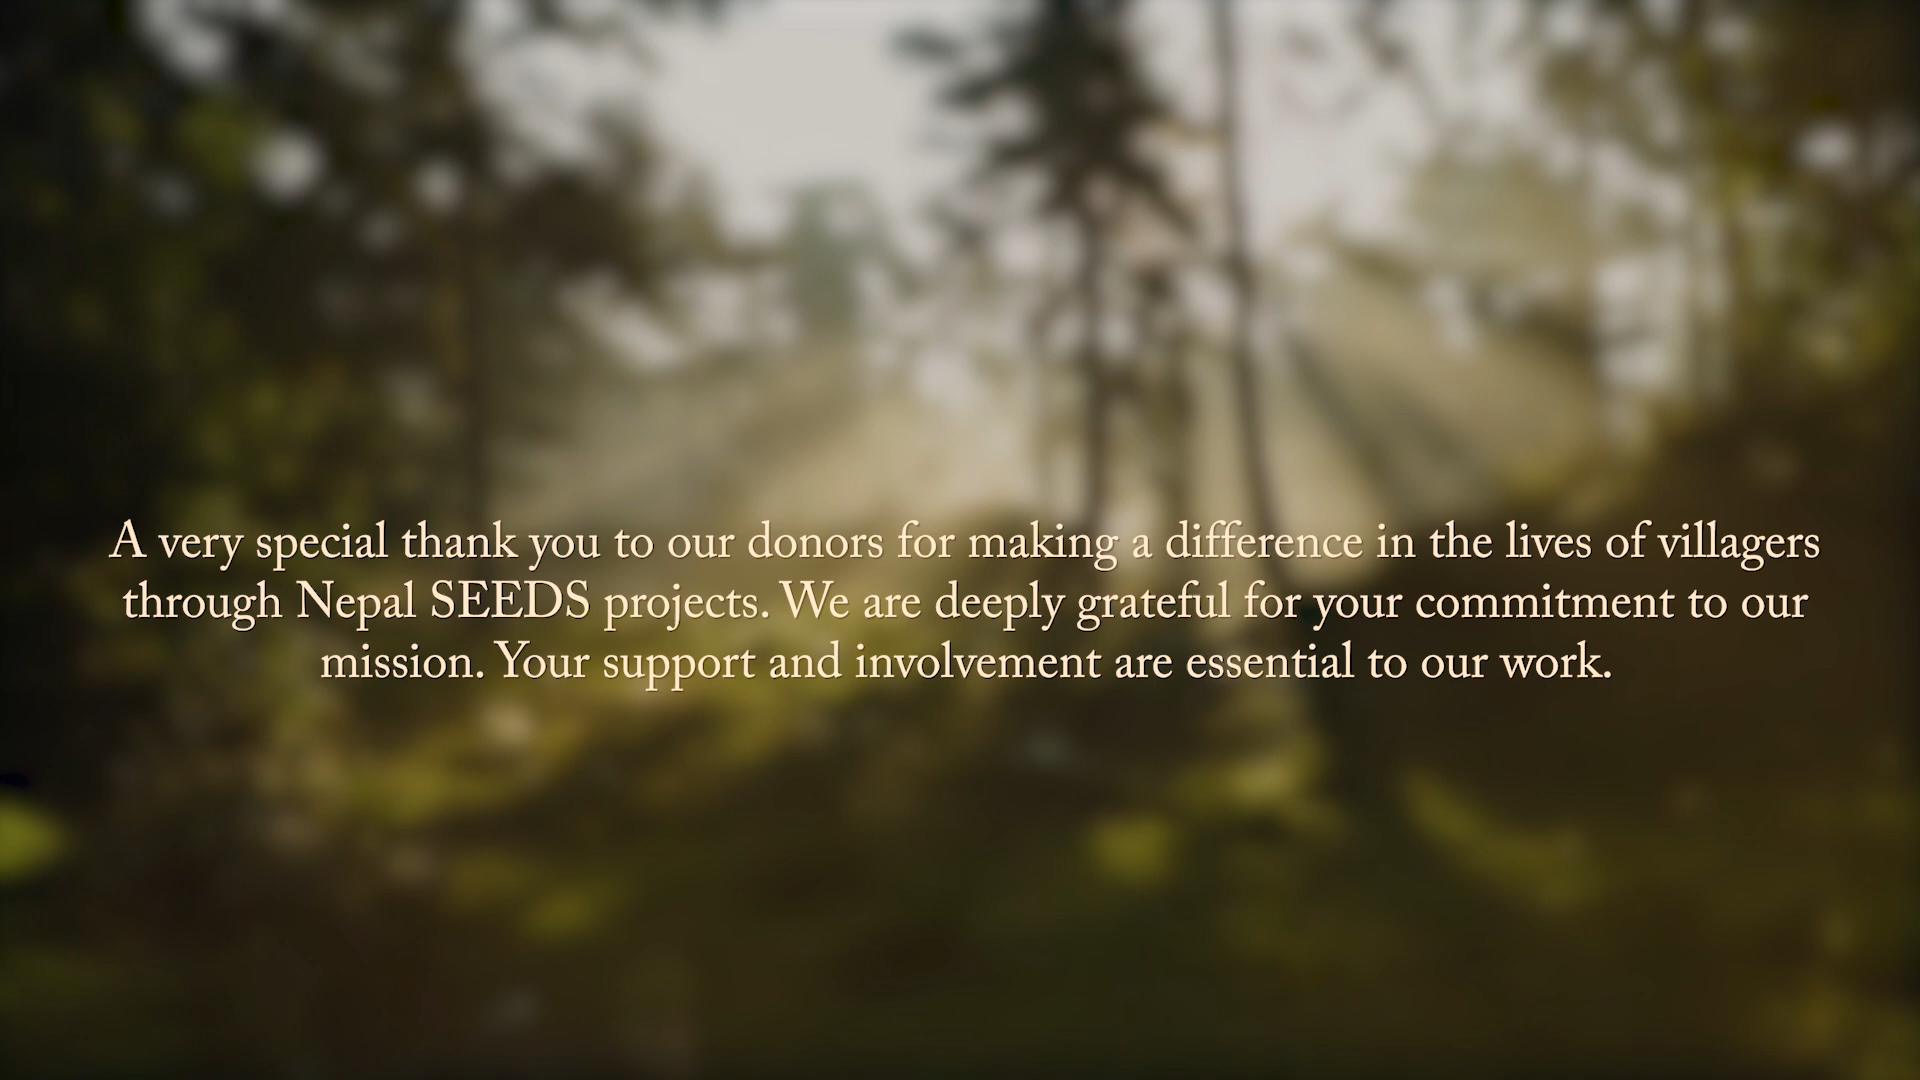 A very special thank you to our donors for making a difference in the lives of villagers
through Nepal SEEDS projects. We are deeply grateful for your commitment to our
mission. Your support and involvement are essential to our work.